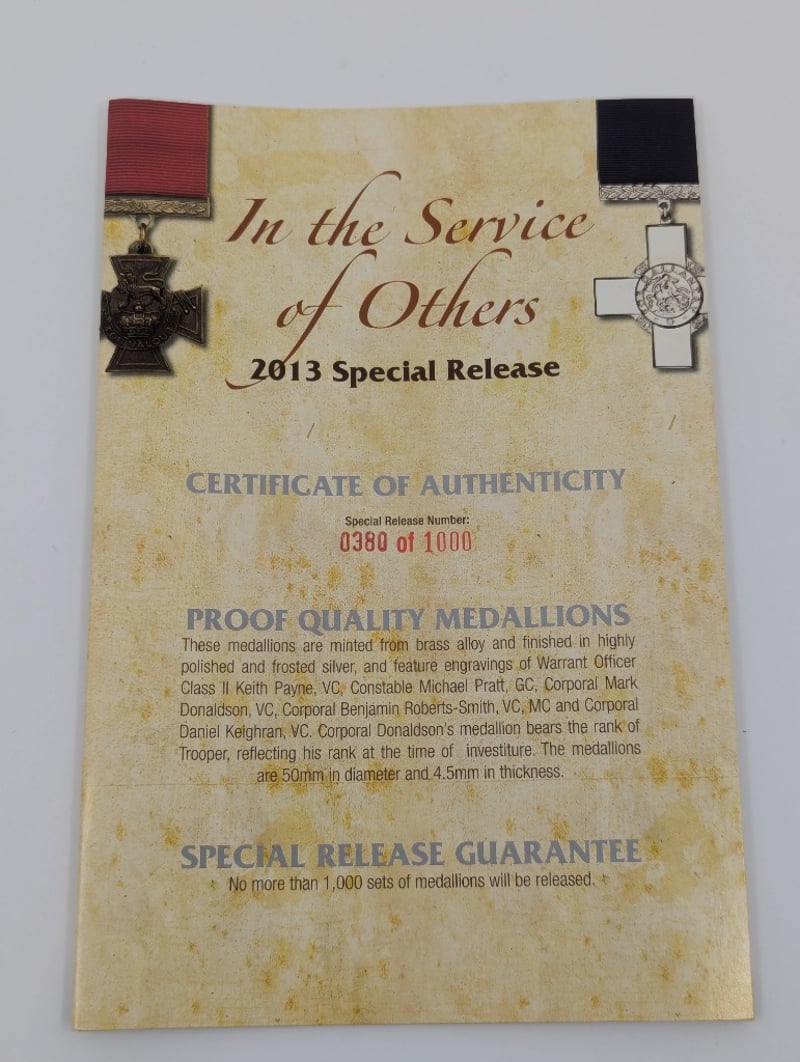 In the Service
of Others
2013 Special Release
CERTIFICATE OF AUTHENTICITY
Special Release Number:
0380 of 1000
PROOF QUALITY MEDALLIONS
These medallions are minted from brass alloy and finished in highly
polished and frosted silver, and feature engravings of Warrant Officer
Class II Keith Payne, VC, Constable Michael Pratt, GC, Corporal Mark
Donaldson, VC, Corporal Benjamin Roberts-Smith, VC, MC and Corporal
Daniel Keighran, VC. Corporal Donaldson's medallion bears the rank of
Trooper, reflecting his rank at the time of investiture. The medallions
are 50mm in diameter and 4.5mm in thickness.
SPECIAL RELEASE GUARANTEE
No more than 1,000 sets of medallions will be released.